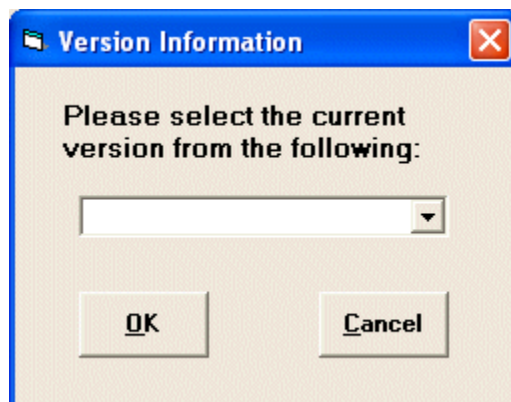 Version Information
Please select the current
version from the following:
OK
Cancel